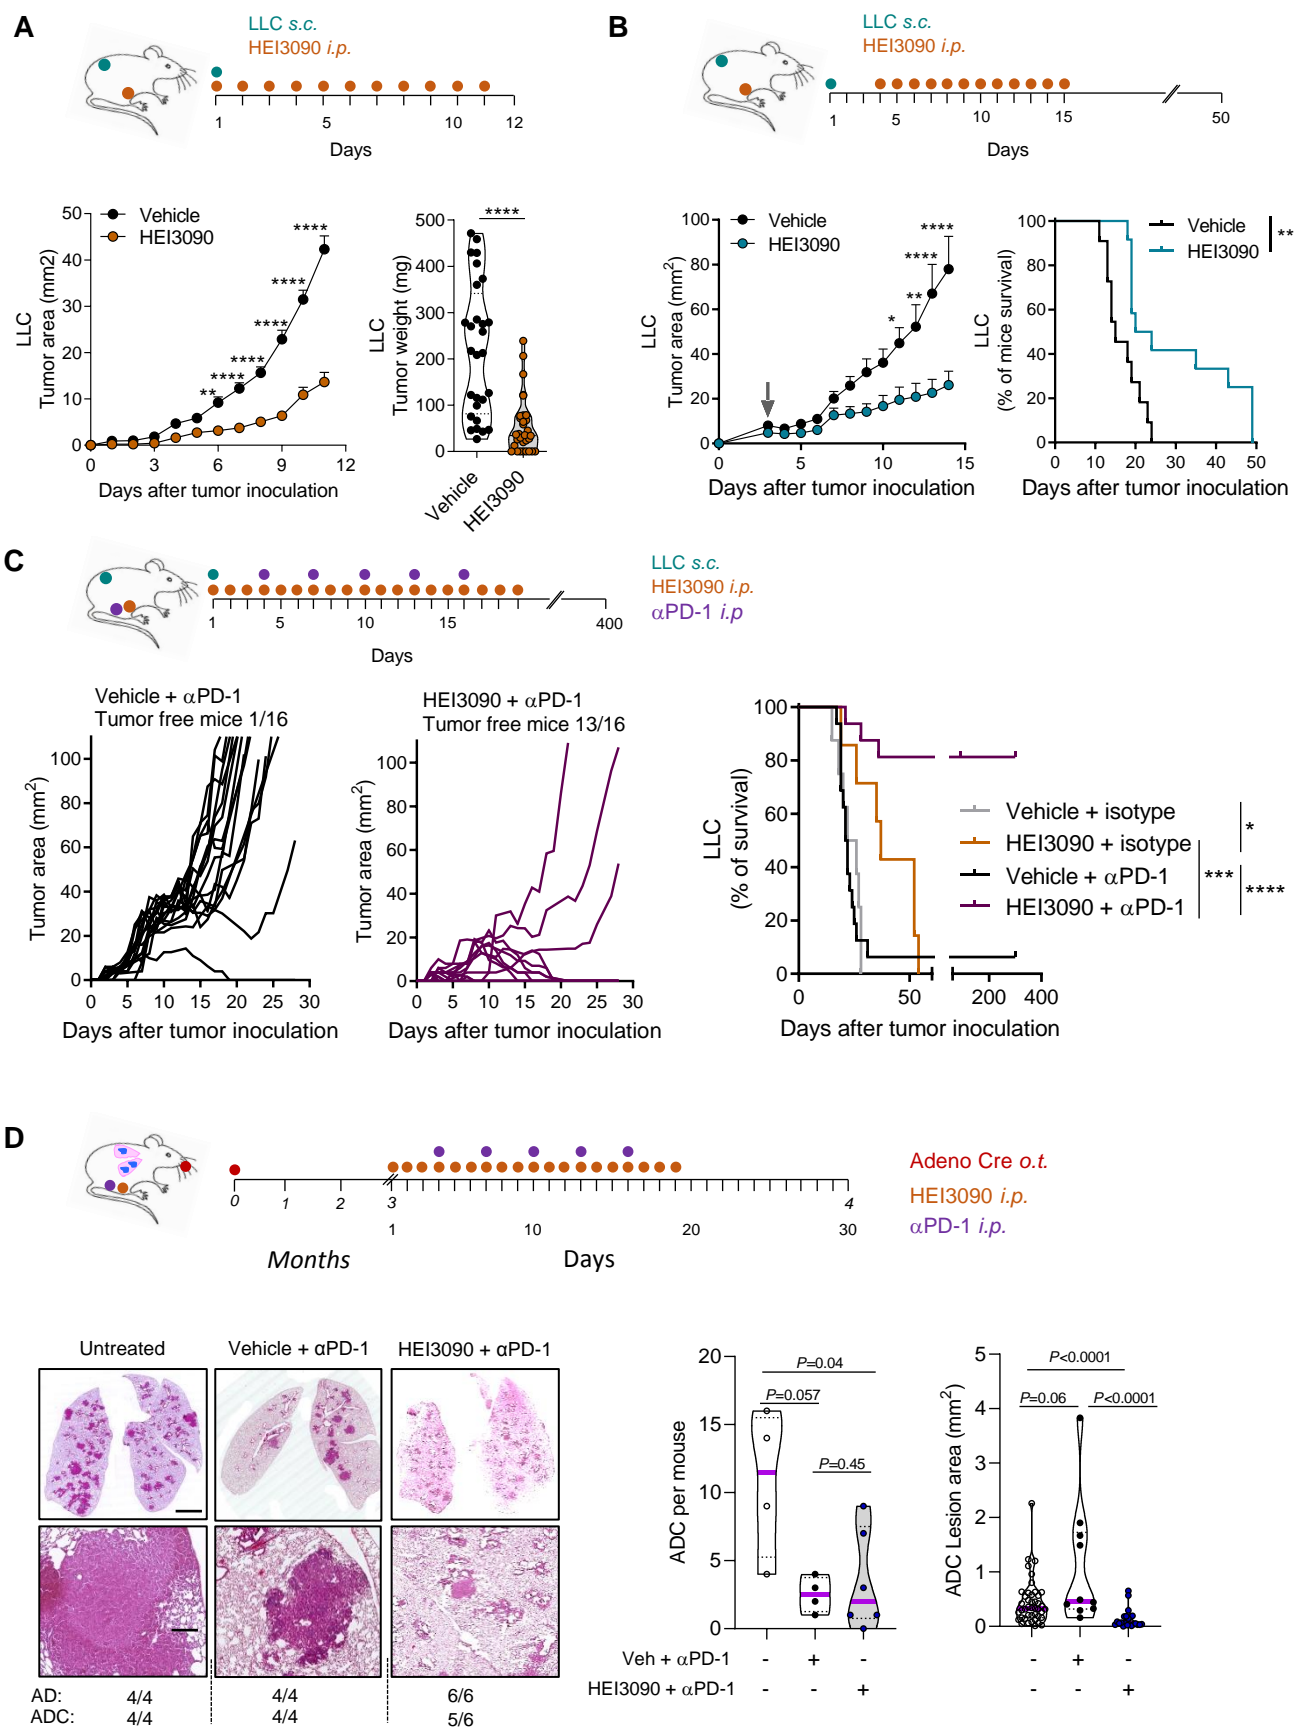 A
LLC s.c.
HEI3090 i.p.
1 5 10 12
Days
B
LLC s.c.
HEI3090 i.p.
1 5 10 15 50
Days
Vehicle
HEI3090
LLC
Tumor area (mm2)
50
40
30
20
10
0
** **** **** **** **** ****
0 3 6 9 12
Days after tumor inoculation
LLC
Tumor weight (mg)
500
400
300
200
100
0
****
Vehicle
HEI3090
Vehicle
HEI3090
LLC
Tumor area (mm²)
100
80
60
40
20
0
* ** **** ****
0 5 10 15
Days after tumor inoculation
LLC
(% of mice survival)
100
80
60
40
20
0
Vehicle
HEI3090
**
0 10 20 30 40 50
Days after tumor inoculation
C
LLC s.c.
HEI3090 i.p.
αPD-1 i.p
1 5 10 15 400
Days
Vehicle + αPD-1
Tumor free mice 1/16
Tumor area (mm²)
100
80
60
40
20
0
0 5 10 15 20 25 30
Days after tumor inoculation
HEI3090 + αPD-1
Tumor free mice 13/16
Tumor area (mm²)
100
80
60
40
20
0
0 5 10 15 20 25 30
Days after tumor inoculation
LLC
(% of survival)
100
80
60
40
20
0
0 50 200 400
Days after tumor inoculation
Vehicle + isotype
HEI3090 + isotype
Vehicle + αPD-1
HEI3090 + αPD-1
*
***
****
D
Adeno Cre o.t.
HEI3090 i.p.
αPD-1 i.p.
0 1 2 3 4
1 10 20 30
Months Days
Untreated Vehicle + αPD-1 HEI3090 + αPD-1
AD: 4/4 4/4 6/6
ADC: 4/4 4/4 5/6
ADC per mouse
20
15
10
5
0
P=0.04
P=0.057
P=0.45
ADC Lesion area (mm²)
5
4
3
2
1
0
P<0.0001
P=0.06 P<0.0001
Veh + αPD-1 - + - - + -
HEI3090 + αPD-1 - - + - - +